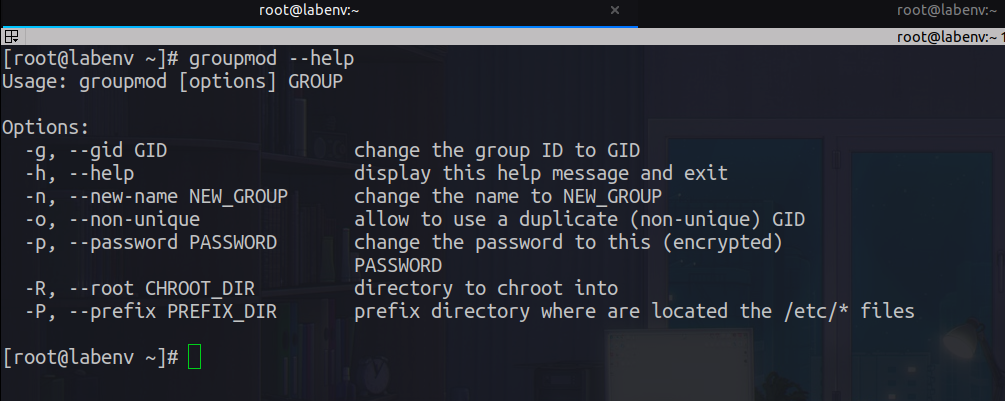 root@labenv:~ × root@labenv:~
root@labenv:~ 1
[root@labenv ~]# groupmod --help
Usage: groupmod [options] GROUP
Options:
-g, --gid GID change the group ID to GID
-h, --help display this help message and exit
-n, --new-name NEW_GROUP change the name to NEW_GROUP
-o, --non-unique allow to use a duplicate (non-unique) GID
-p, --password PASSWORD change the password to this (encrypted)
PASSWORD
-R, --root CHROOT_DIR directory to chroot into
-P, --prefix PREFIX_DIR prefix directory where are located the /etc/* files
[root@labenv ~]#